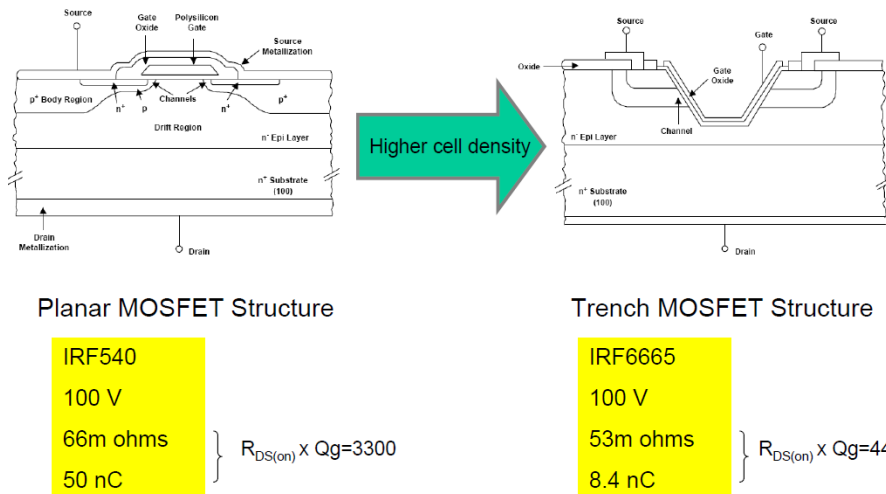 Source
Gate
Oxide
Polysilicon
Gate
Source
Metallization
p⁺ Body Region
n⁺
p
Channels
n⁺
p⁺
Drift Region
n⁻ Epi Layer
n⁺ Substrate
(100)
Drain
Metallization
Drain
Higher cell density
Source
Gate
Source
Oxide
Gate
Oxide
Channel
n⁻ Epi Layer
n⁺ Substrate
(100)
Drain
Planar MOSFET Structure
IRF540
100 V
66m ohms
50 nC
R_DS(on) x Qg=3300
Trench MOSFET Structure
IRF6665
100 V
53m ohms
8.4 nC
R_DS(on) x Qg=44